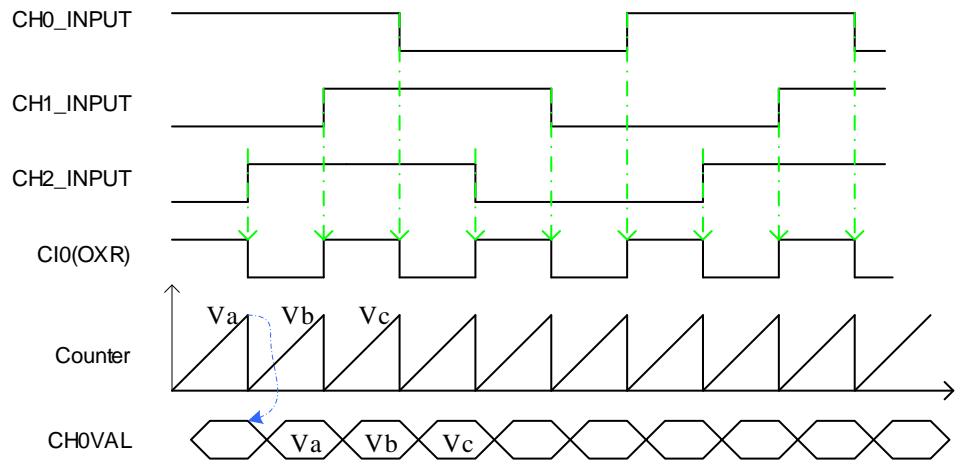 CH0_INPUT
CH1_INPUT
CH2_INPUT
CI0(OXR)
Va Vb Vc
Counter
CH0VAL Va Vb Vc